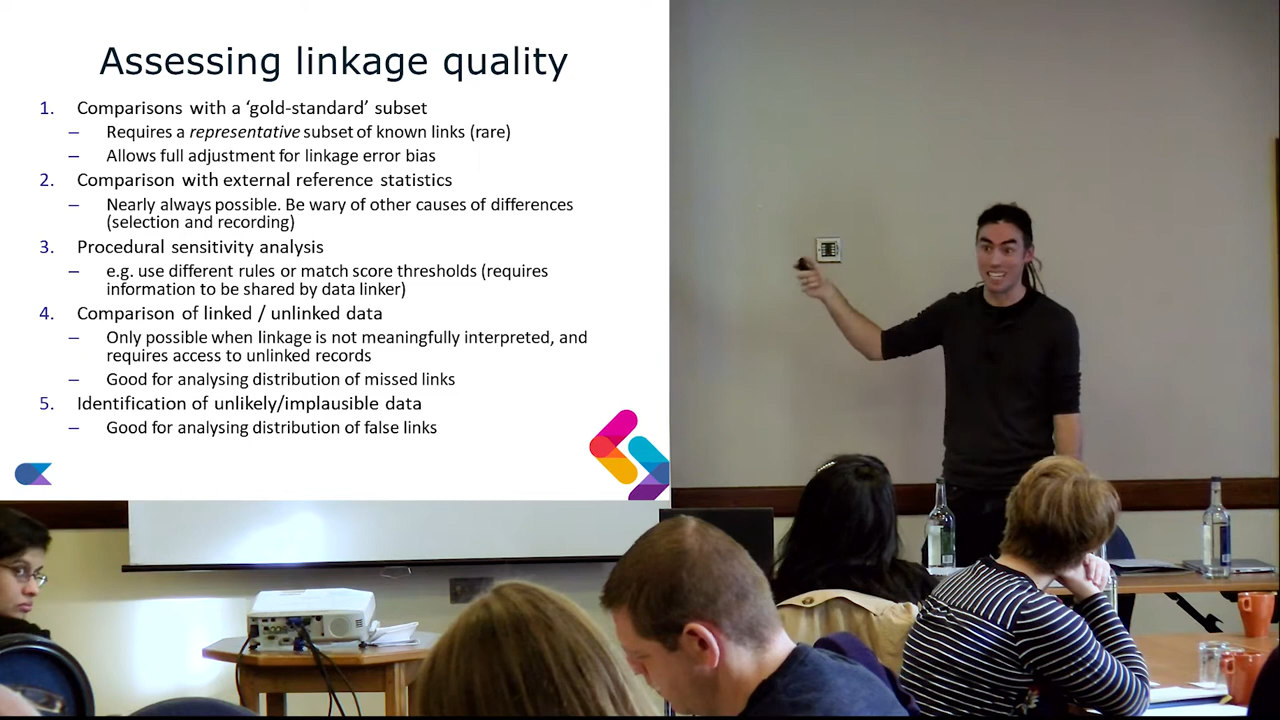 Assessing linkage quality
1. Comparisons with a ‘gold-standard’ subset
– Requires a representative subset of known links (rare)
– Allows full adjustment for linkage error bias
2. Comparison with external reference statistics
– Nearly always possible. Be wary of other causes of differences
(selection and recording)
3. Procedural sensitivity analysis
– e.g. use different rules or match score thresholds (requires
information to be shared by data linker)
4. Comparison of linked / unlinked data
– Only possible when linkage is not meaningfully interpreted, and
requires access to unlinked records
– Good for analysing distribution of missed links
5. Identification of unlikely/implausible data
– Good for analysing distribution of false links